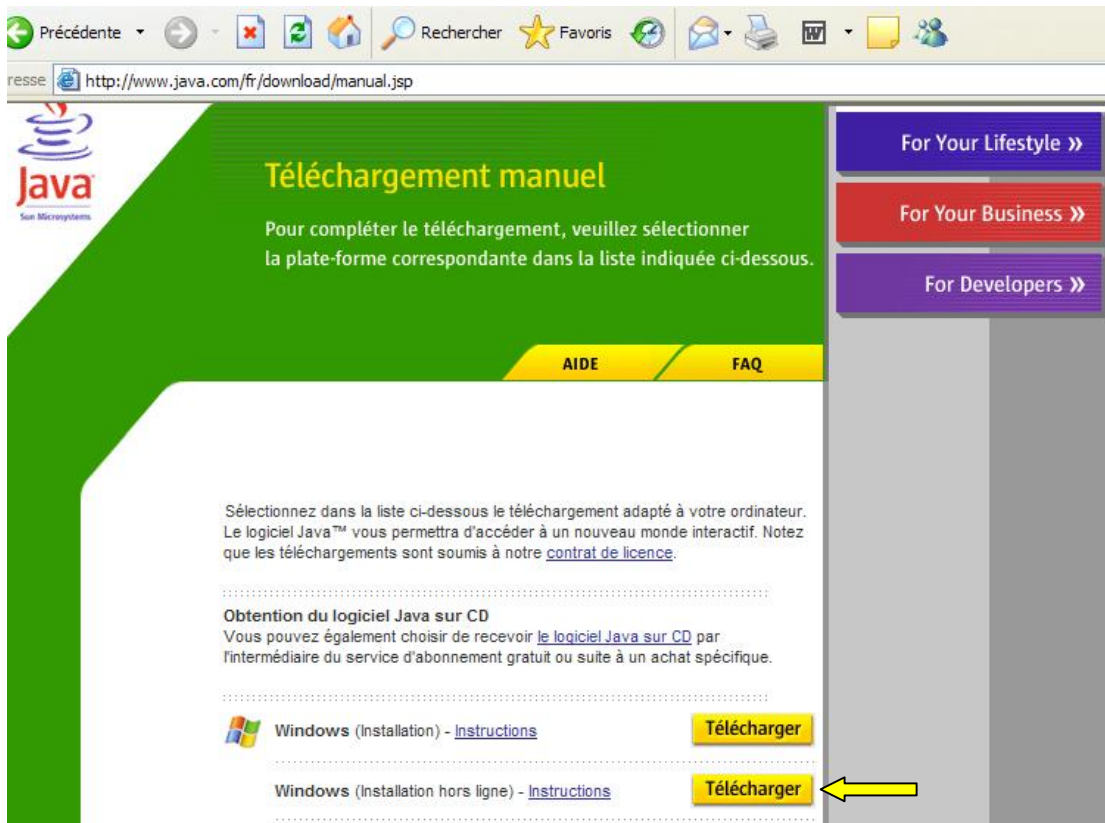 Précédente
Rechercher
Favoris
resse http://www.java.com/fr/download/manual.jsp
Java
Sun Microsystems
Téléchargement manuel
Pour compléter le téléchargement, veuillez sélectionner
la plate-forme correspondante dans la liste indiquée ci-dessous.
For Your Lifestyle »
For Your Business »
For Developers »
AIDE
FAQ
Sélectionnez dans la liste ci-dessous le téléchargement adapté à votre ordinateur.
Le logiciel Java™ vous permettra d'accéder à un nouveau monde interactif. Notez
que les téléchargements sont soumis à notre contrat de licence.
Obtention du logiciel Java sur CD
Vous pouvez également choisir de recevoir le logiciel Java sur CD par
l'intermédiaire du service d'abonnement gratuit ou suite à un achat spécifique.
Windows (Installation) - Instructions
Télécharger
Windows (Installation hors ligne) - Instructions
Télécharger